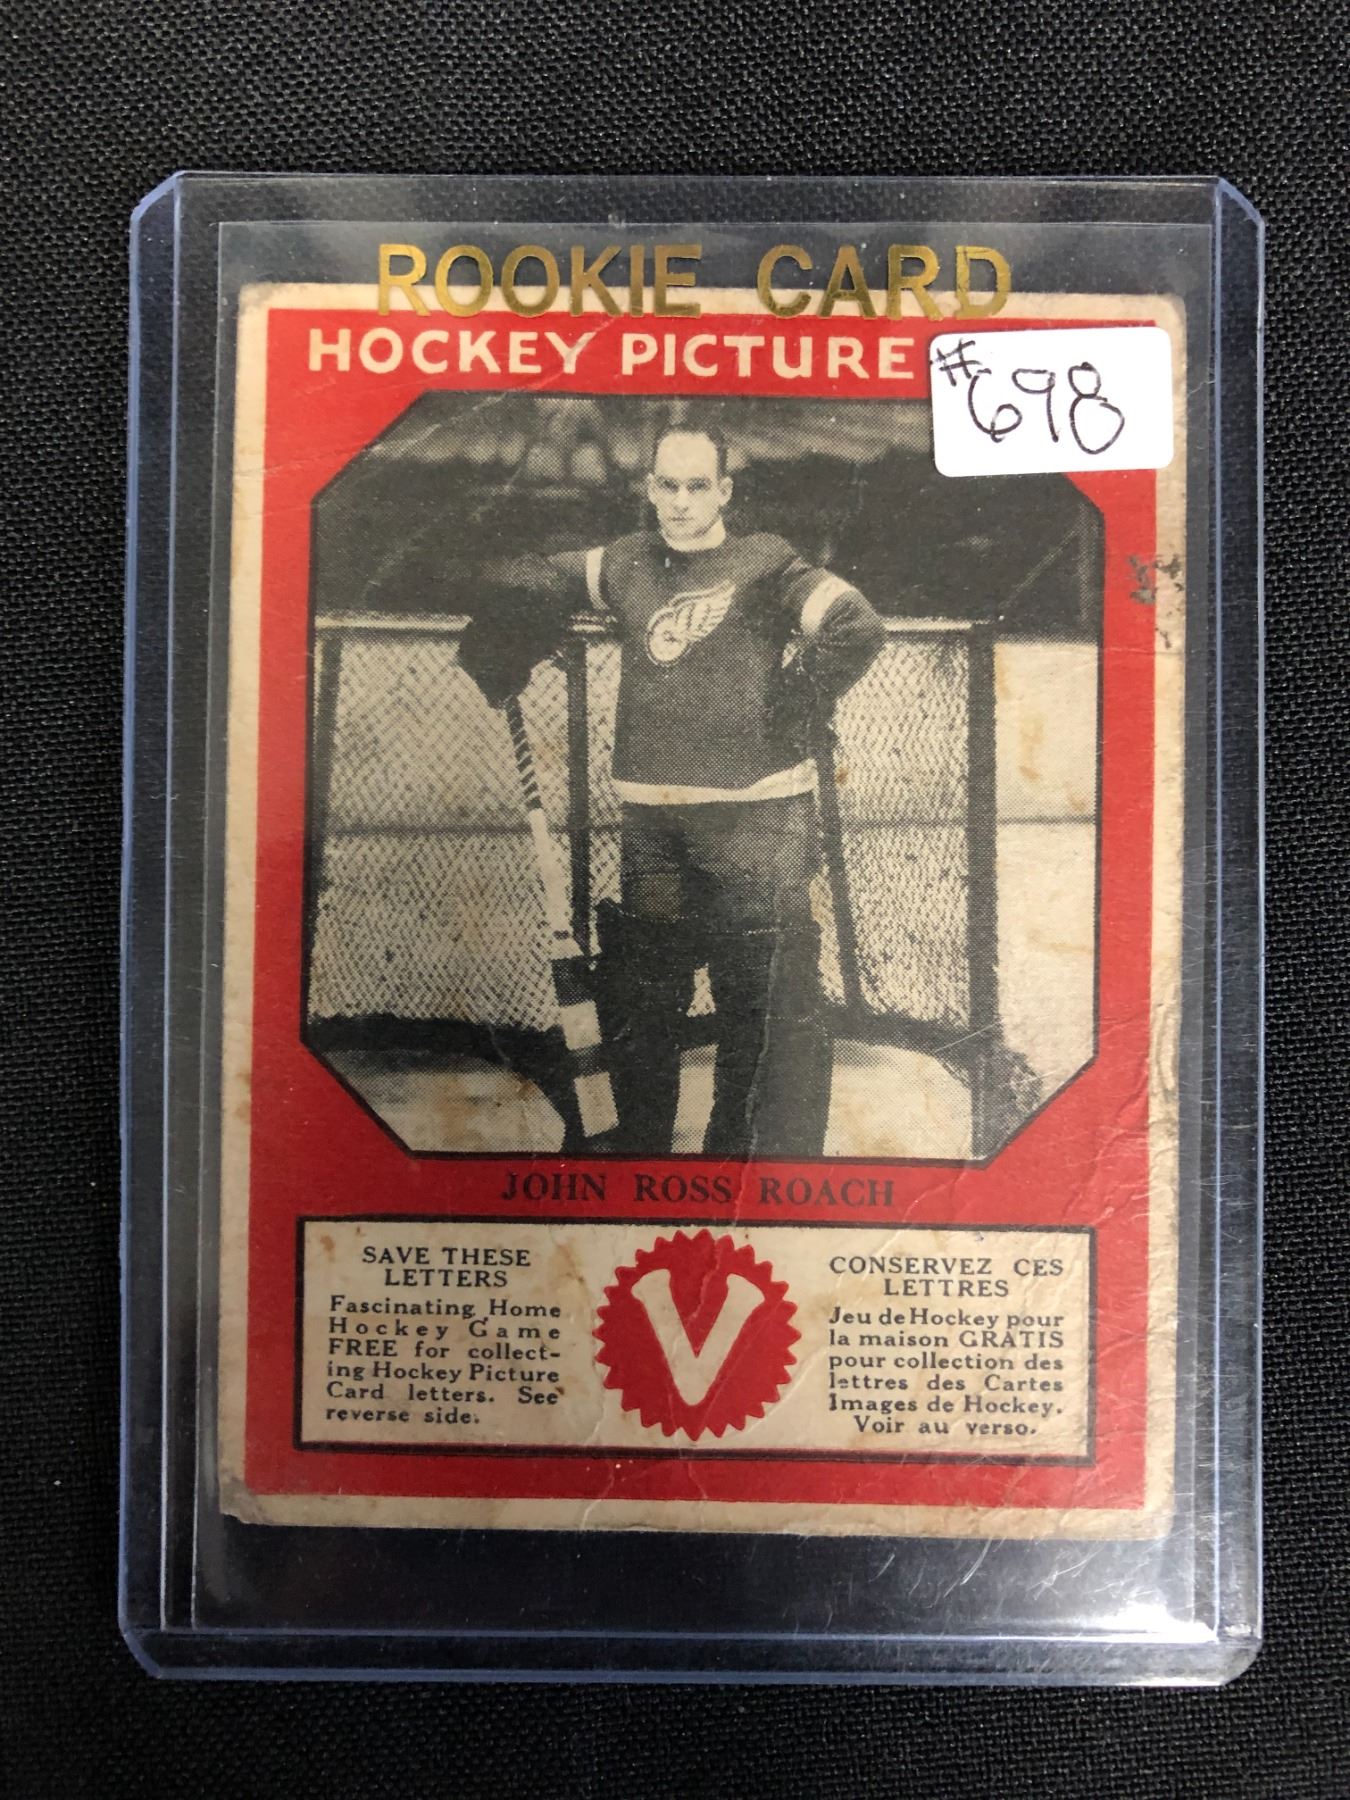 ROOKIE CARD
HOCKEY PICTURE
#698
JOHN ROSS ROACH
SAVE THESE
LETTERS
Fascinating Home
Hockey Game
FREE for collect-
ing Hockey Picture
Card letters. See
reverse side.
V
CONSERVEZ CES
LETTRES
Jeu de Hockey pour
la maison GRATIS
pour collection des
lettres des Cartes
Images de Hockey.
Voir au verso.